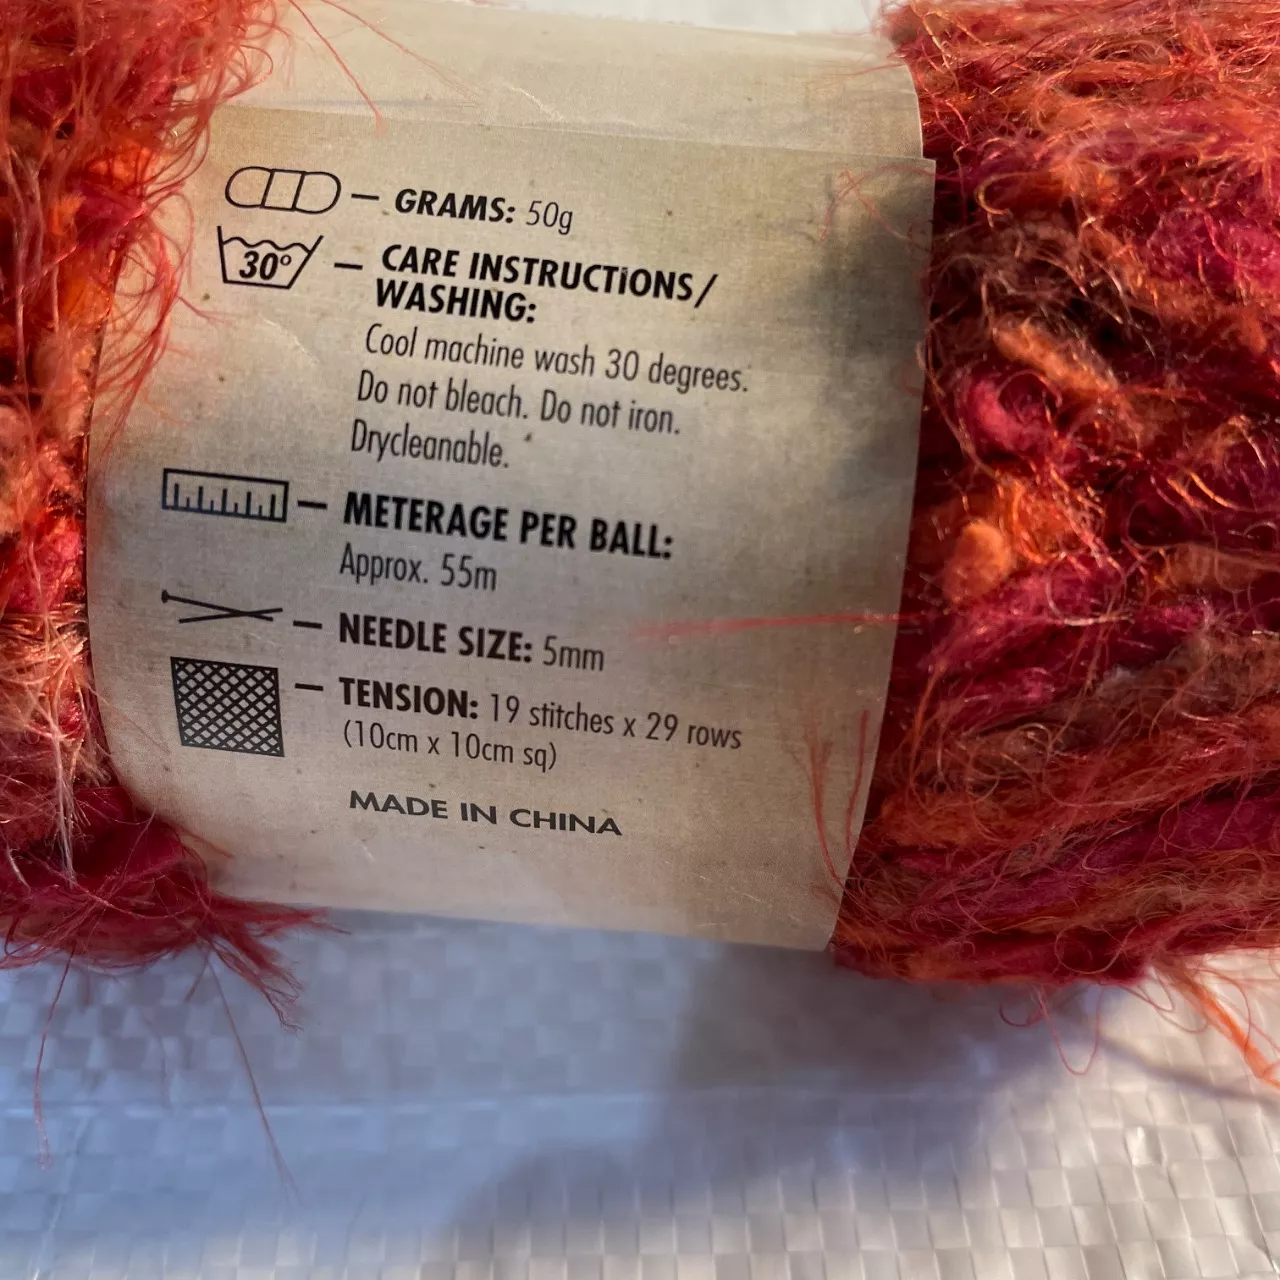 GRAMS: 50g
30°
CARE INSTRUCTIONS/
WASHING:
Cool machine wash 30 degrees.
Do not bleach. Do not iron.
Drycleanable.
METERAGE PER BALL:
Approx. 55m
NEEDLE SIZE: 5mm
TENSION: 19 stitches x 29 rows
(10cm x 10cm sq)
MADE IN CHINA